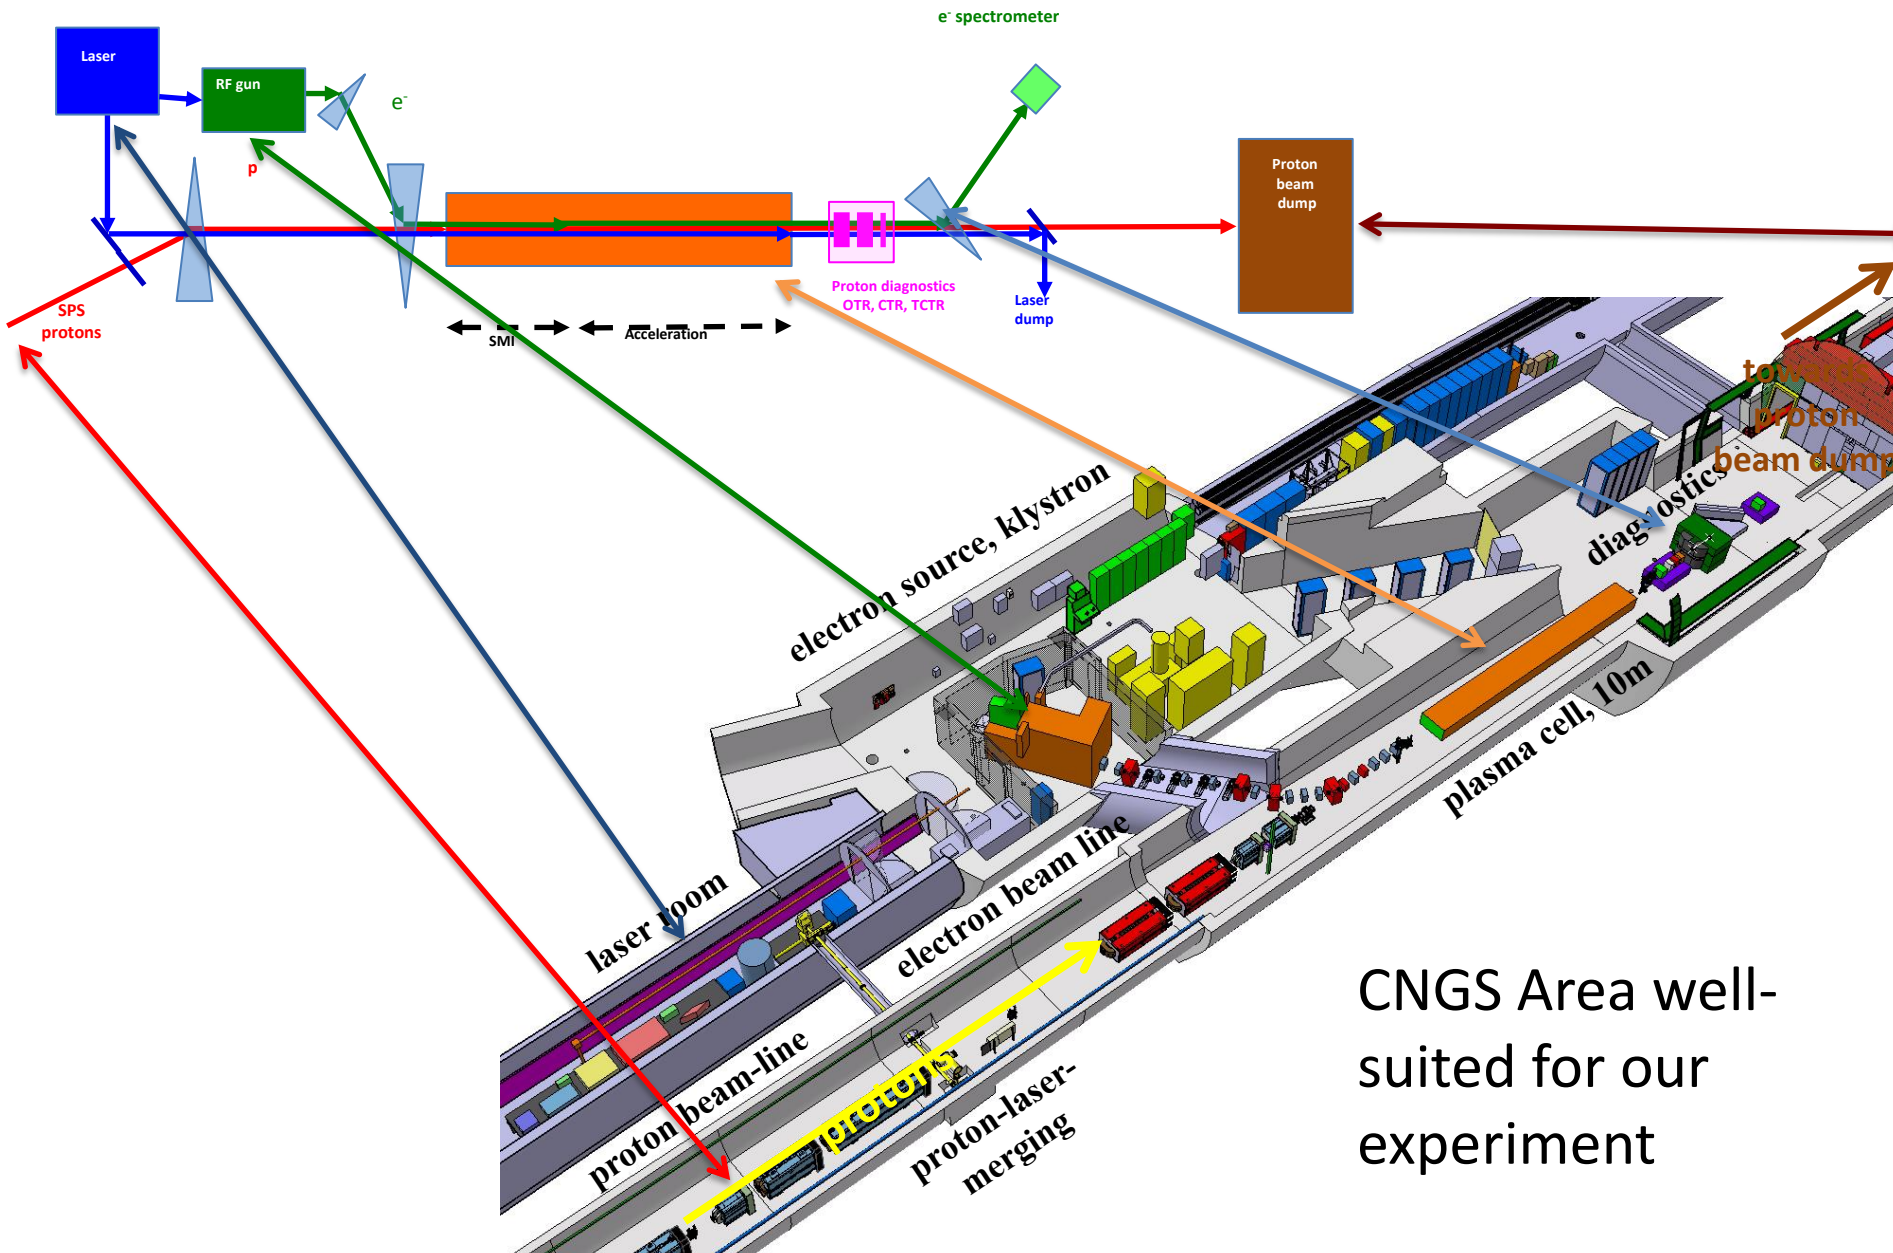 e- spectrometer
Laser
RF gun
e-
p
Proton
beam
dump
SPS
protons
Proton diagnostics
OTR, CTR, TCTR
Laser
dump
SMI
Acceleration
towards
proton
beam dump
electron source, klystron
diagnostics
plasma cell, 10m
laser room
electron beam line
proton beam-line
protons
proton-laser-
merging
CNGS Area well-
suited for our
experiment